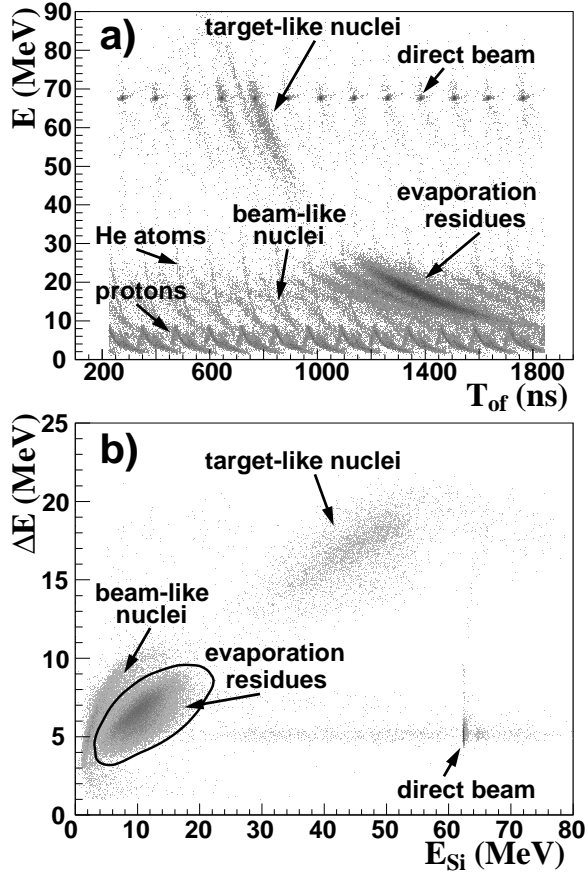 a)
E (MeV)
90
80
70
60
50
40
30
20
10
0
target-like nuclei
direct beam
evaporation
residues
beam-like
nuclei
He atoms
protons
200 600 1000 1400 1800
T_of (ns)
b)
ΔE (MeV)
25
20
15
10
5
0
target-like nuclei
beam-like
nuclei
evaporation
residues
direct beam
0 10 20 30 40 50 60 70 80
E_Si (MeV)